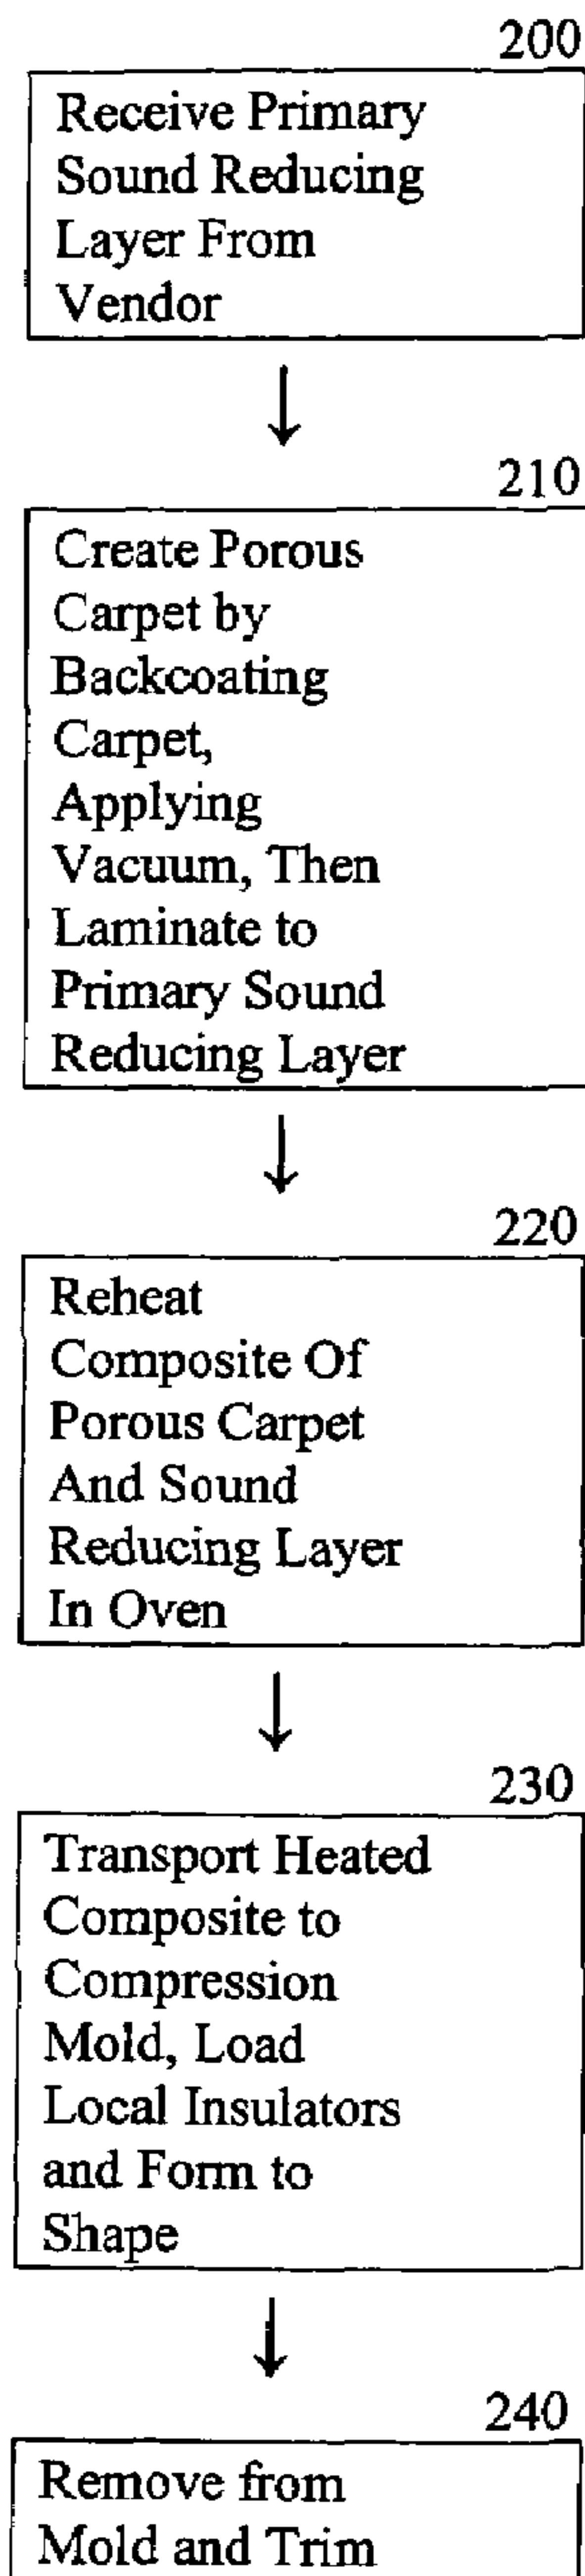 200
Receive Primary
Sound Reducing
Layer From
Vendor
210
Create Porous
Carpet by
Backcoating
Carpet,
Applying
Vacuum, Then
Laminate to
Primary Sound
Reducing Layer
220
Reheat
Composite Of
Porous Carpet
And Sound
Reducing Layer
In Oven
230
Transport Heated
Composite to
Compression
Mold, Load
Local Insulators
and Form to
Shape
240
Remove from
Mold and Trim